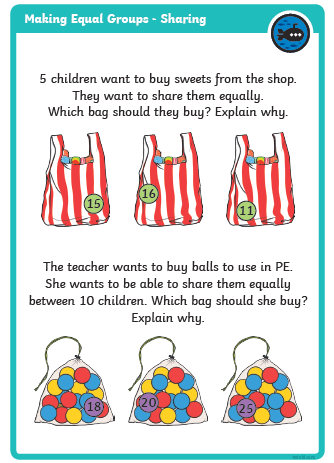 Making Equal Groups - Sharing
5 children want to buy sweets from the shop.
They want to share them equally.
Which bag should they buy? Explain why.
15
16
11
The teacher wants to buy balls to use in PE.
She wants to be able to share them equally
between 10 children. Which bag should she buy?
Explain why.
18
20
25